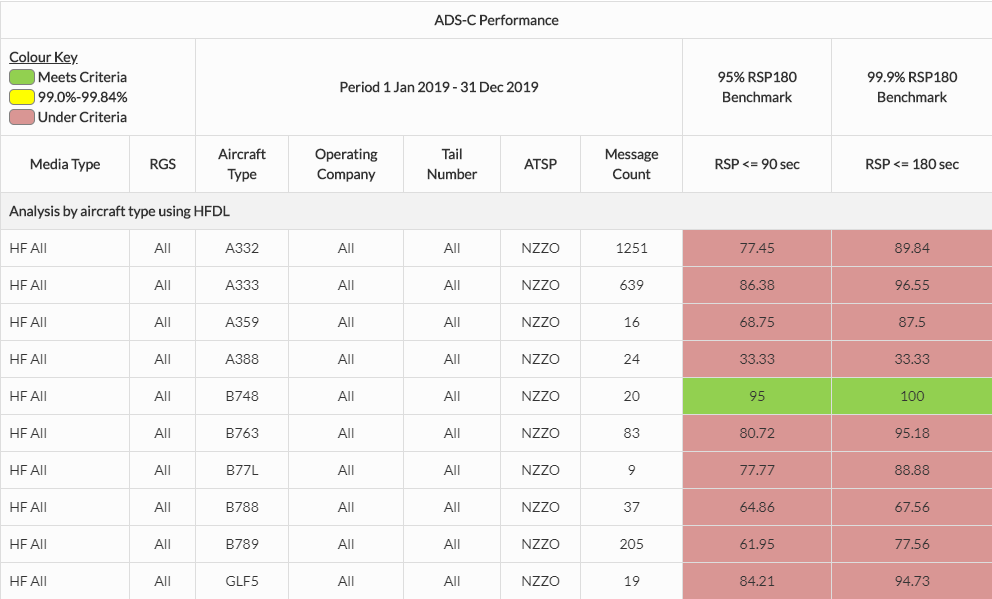 ADS-C Performance
Colour Key
Meets Criteria
99.0%-99.84%
Under Criteria
Period 1 Jan 2019 - 31 Dec 2019
95% RSP180
Benchmark
99.9% RSP180
Benchmark
Media Type RGS Aircraft Type Operating Company Tail Number ATSP Message Count RSP <= 90 sec RSP <= 180 sec
Analysis by aircraft type using HFDL
HF All All A332 All All NZZO 1251 77.45 89.84
HF All All A333 All All NZZO 639 86.38 96.55
HF All All A359 All All NZZO 16 68.75 87.5
HF All All A388 All All NZZO 24 33.33 33.33
HF All All B748 All All NZZO 20 95 100
HF All All B763 All All NZZO 83 80.72 95.18
HF All All B77L All All NZZO 9 77.77 88.88
HF All All B788 All All NZZO 37 64.86 67.56
HF All All B789 All All NZZO 205 61.95 77.56
HF All All GLF5 All All NZZO 19 84.21 94.73